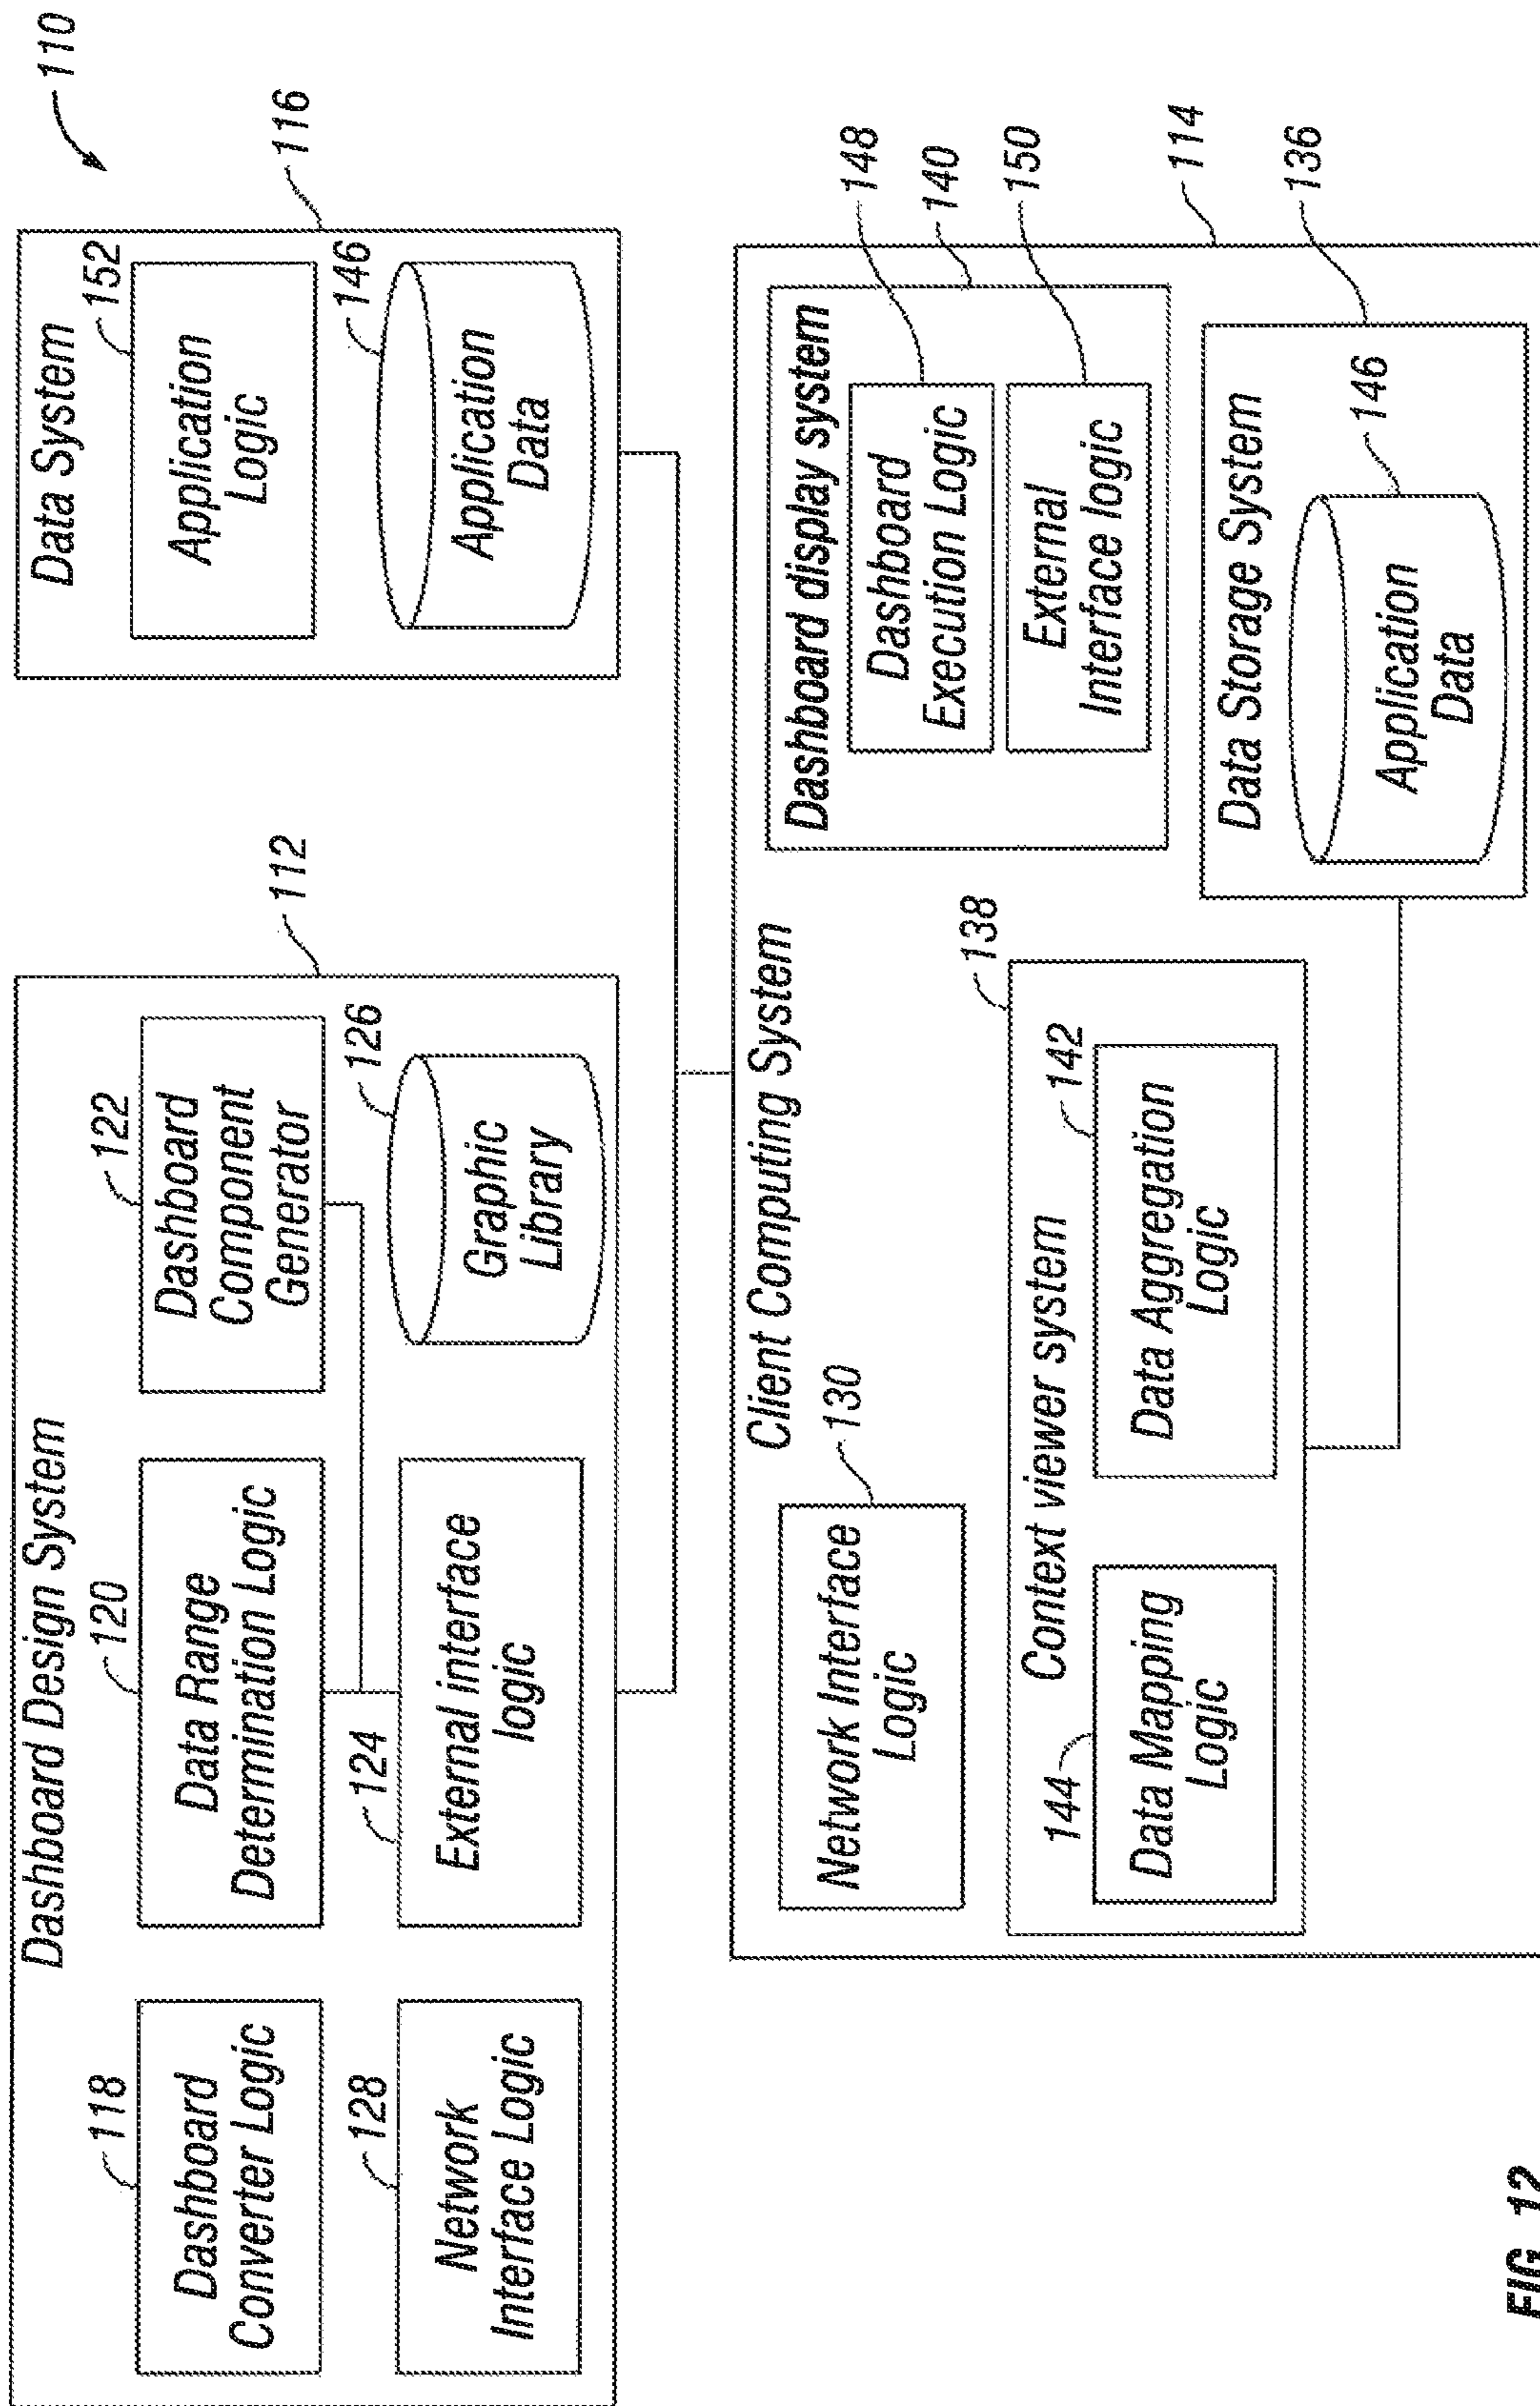 110
Dashboard Design System
112
118
Dashboard
Converter Logic
120
Data Range
Determination Logic
122
Dashboard
Component
Generator
128
Network
Interface Logic
124
External interface
logic
126
Graphic
Library
Data System
116
152
Application
Logic
146
Application
Data
Client Computing System
114
130
Network Interface
Logic
138
Context viewer system
144
Data Mapping
Logic
142
Data Aggregation
Logic
Dashboard display system
140
148
Dashboard
Execution Logic
150
External
Interface logic
136
Data Storage System
146
Application
Data
FIG. 12